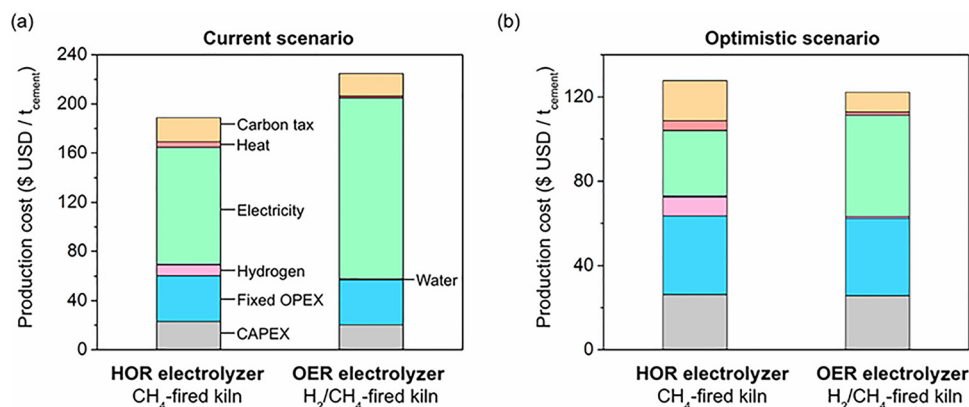 (a)
Current scenario
Production cost ($ USD / t_cement)
240
200
160
120
80
40
0
Carbon tax
Heat
Electricity
Hydrogen
Fixed OPEX
CAPEX
Water
HOR electrolyzer
CH₄-fired kiln
OER electrolyzer
H₂/CH₄-fired kiln
(b)
Optimistic scenario
Production cost ($ USD / t_cement)
120
80
40
0
HOR electrolyzer
CH₄-fired kiln
OER electrolyzer
H₂/CH₄-fired kiln